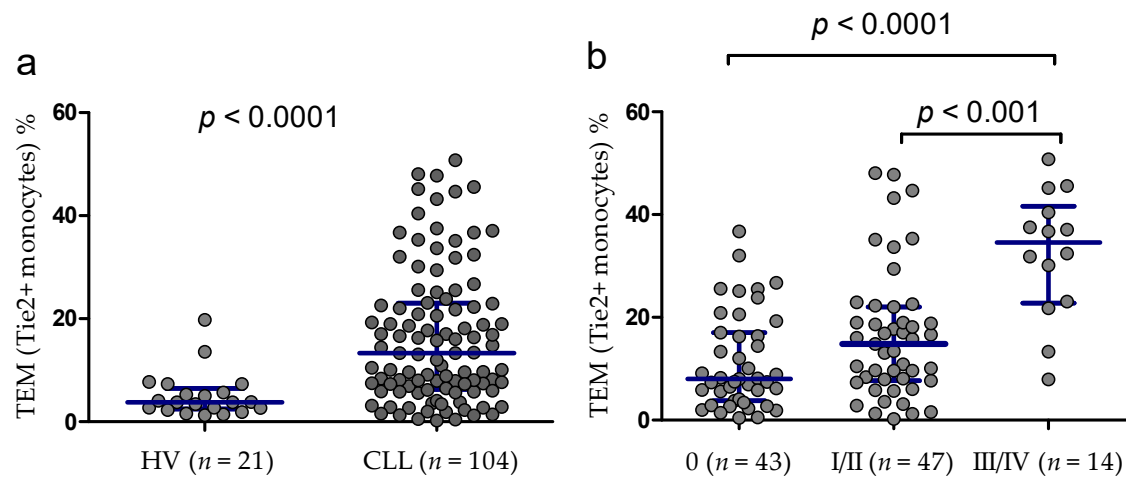 a
p < 0.0001
TEM (Tie2+ monocytes) %
60
40
20
0
HV (n = 21)
CLL (n = 104)
b
p < 0.0001
p < 0.001
TEM (Tie2+ monocytes) %
60
40
20
0
0 (n = 43)
I/II (n = 47)
III/IV (n = 14)